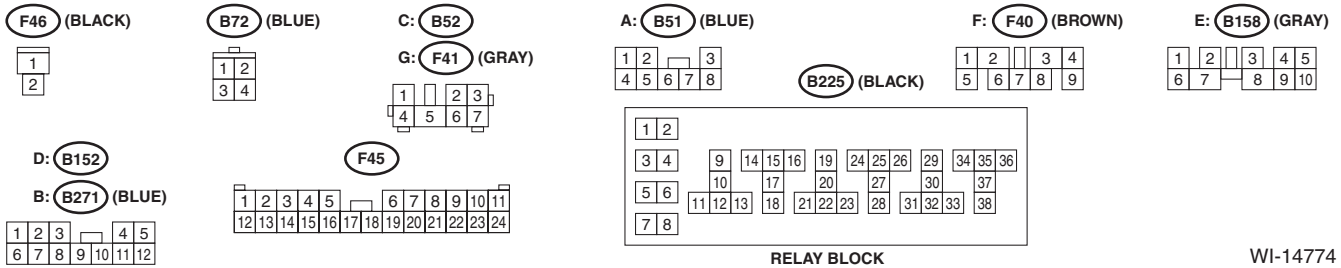 F46 (BLACK)
1
2
B72 (BLUE)
1 2
3 4
C: B52
G: F41 (GRAY)
1 2 3
4 5 6 7
A: B51 (BLUE)
1 2 3
4 5 6 7 8
F: F40 (BROWN)
1 2 3 4
5 6 7 8 9
E: B158 (GRAY)
1 2 3 4 5
6 7 8 9 10
D: B152
B: B271 (BLUE)
1 2 3 4 5
6 7 8 9 10 11 12
F45
1 2 3 4 5 6 7 8 9 10 11
12 13 14 15 16 17 18 19 20 21 22 23 24
B225 (BLACK)
1 2
3 4 9 14 15 16 19 24 25 26 29 34 35 36
10 17 20 27 30 37
5 6 11 12 13 18 21 22 23 28 31 32 33 38
7 8
RELAY BLOCK
WI-14774